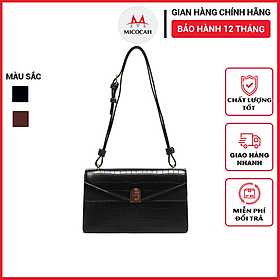 MICOCAH
GIAN HÀNG CHÍNH HÃNG
BẢO HÀNH 12 THÁNG
MÀU SẮC
CHẤT LƯỢNG
TỐT
GIAO HÀNG
NHANH
MIỄN PHÍ
ĐỔI TRẢ